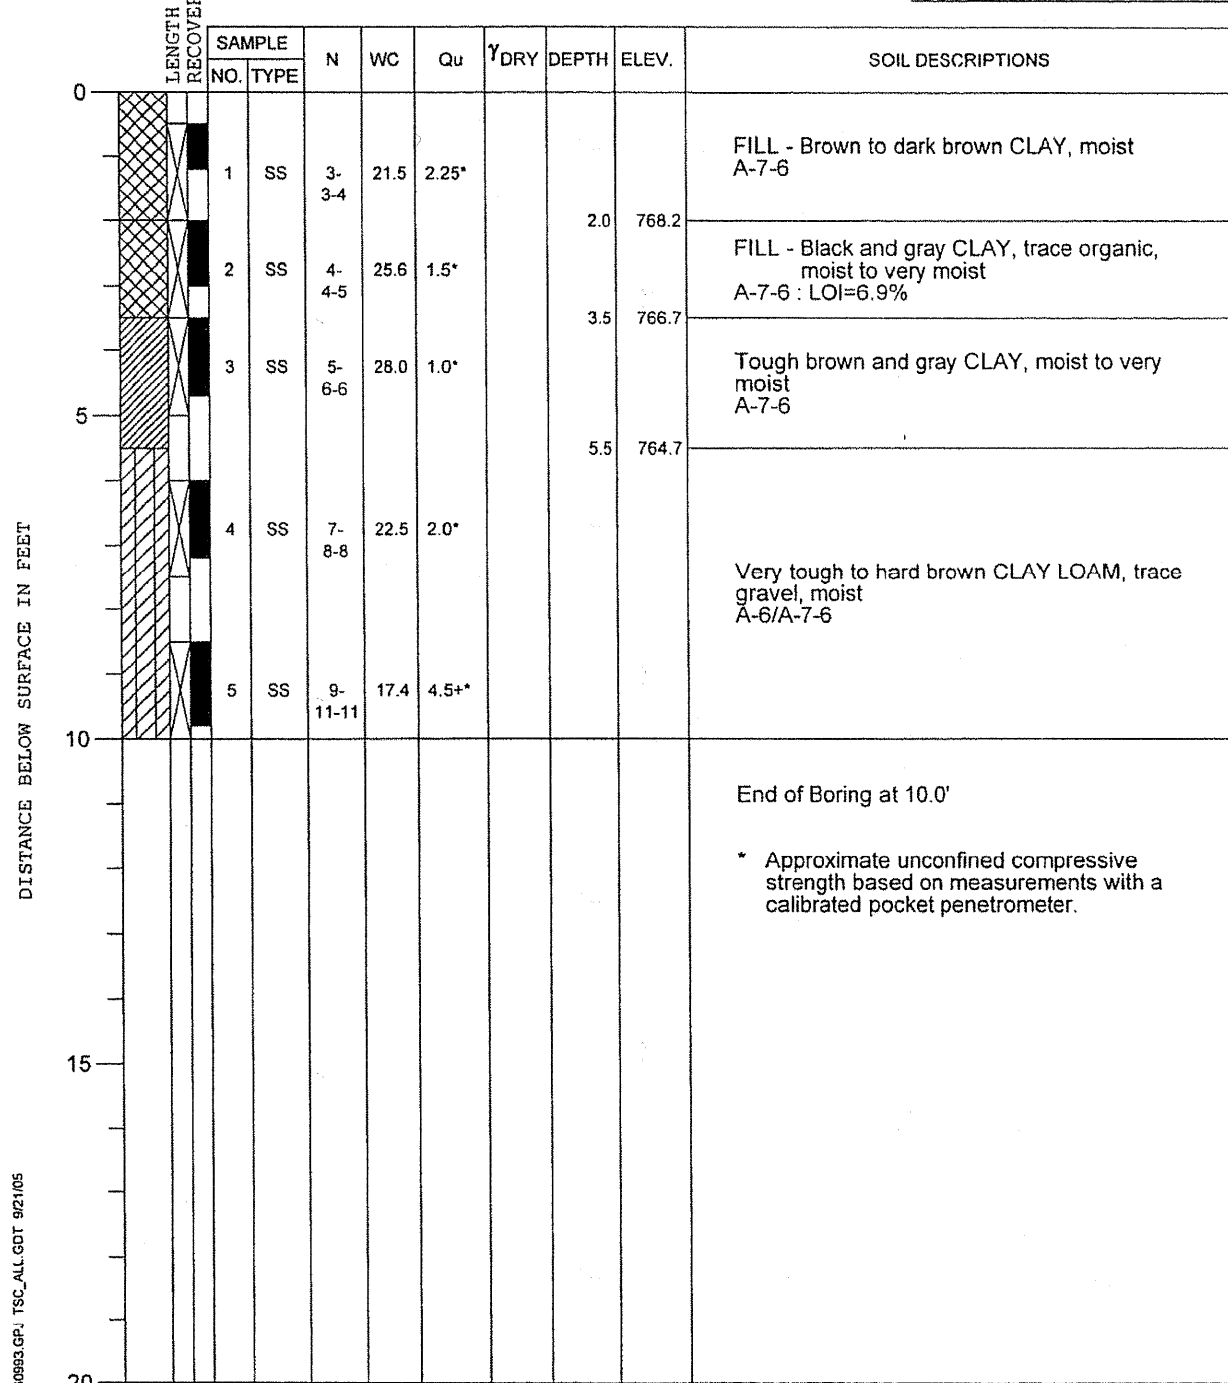 LENGTH
SAMPLE
NO. TYPE N WC Qu γDRY DEPTH ELEV. SOIL DESCRIPTIONS
0
FILL - Brown to dark brown CLAY, moist
A-7-6
1 SS 3- 21.5 2.25*
3-4
2.0 768.2
FILL - Black and gray CLAY, trace organic,
moist to very moist
A-7-6 : LOI=6.9%
2 SS 4- 25.6 1.5*
4-5
3.5 766.7
Tough brown and gray CLAY, moist to very
moist
A-7-6
3 SS 5- 28.0 1.0*
6-6
5
5.5 764.7
4 SS 7- 22.5 2.0*
8-8
Very tough to hard brown CLAY LOAM, trace
gravel, moist
A-6/A-7-6
5 SS 9- 17.4 4.5+*
11-11
10
End of Boring at 10.0'
* Approximate unconfined compressive
strength based on measurements with a
calibrated pocket penetrometer.
15
20
DISTANCE BELOW SURFACE IN FEET
60993.GPJ TSC_ALL.GDT 9/21/05